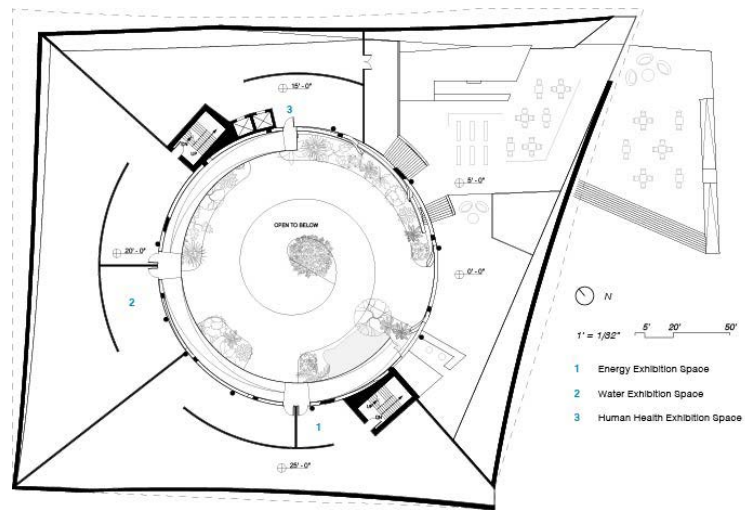 15' - 0"
3
5' - 0"
OPEN TO BELOW
20' - 0"
0' - 0"
2
N
1' = 1/32"
5' 20' 50'
1 Energy Exhibition Space
2 Water Exhibition Space
3 Human Health Exhibition Space
1
25' - 0"